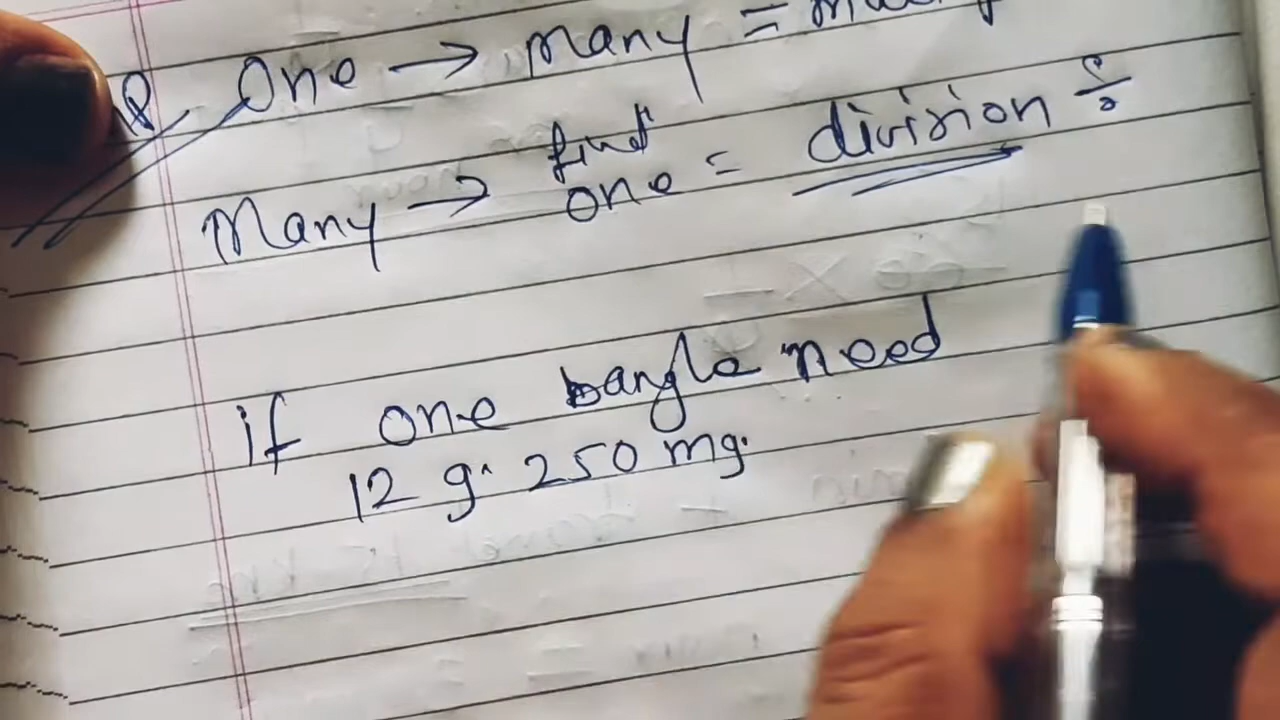 Q One → many =
Many → find one = division ÷
if one bangle need
12 g. 250 mg.